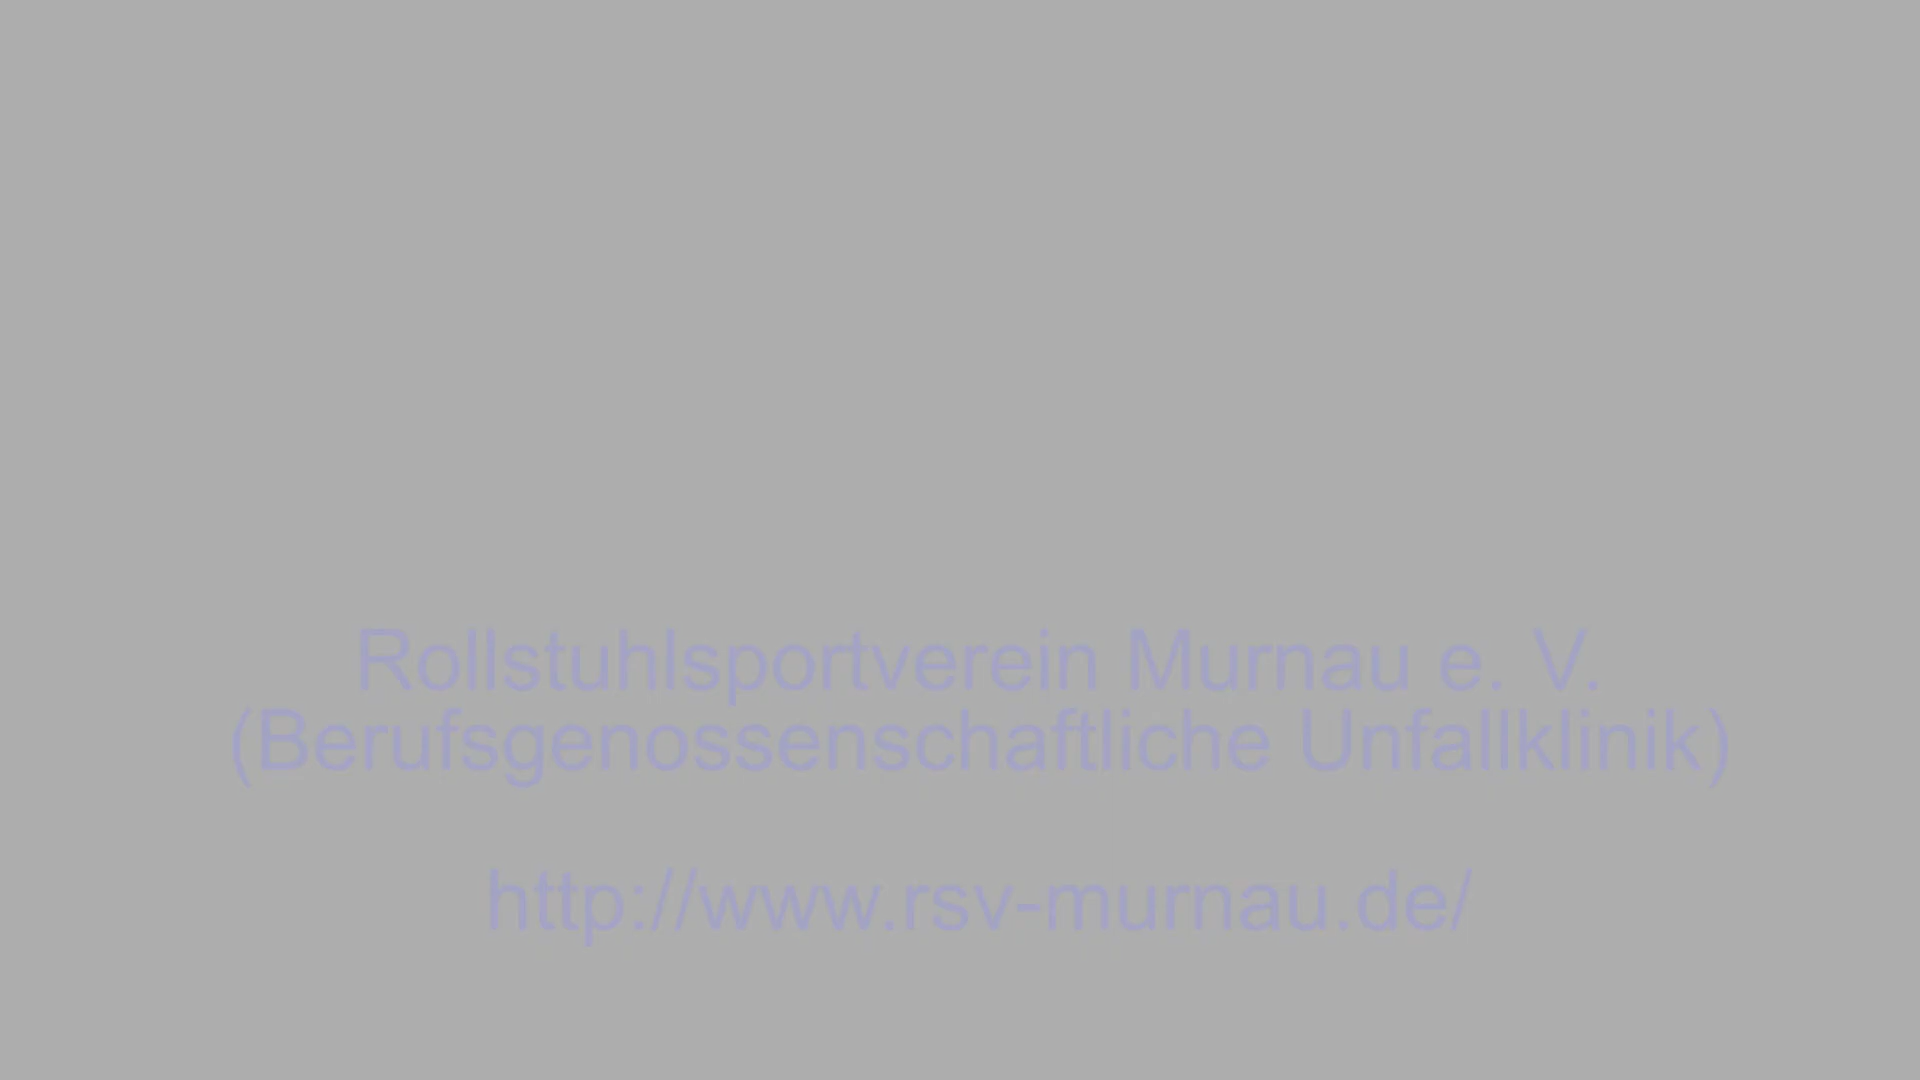 Rollstuhlsportverein Murnau e. V.
(Berufsgenossenschaftliche Unfallklinik)
http://www.rsv-murnau.de/